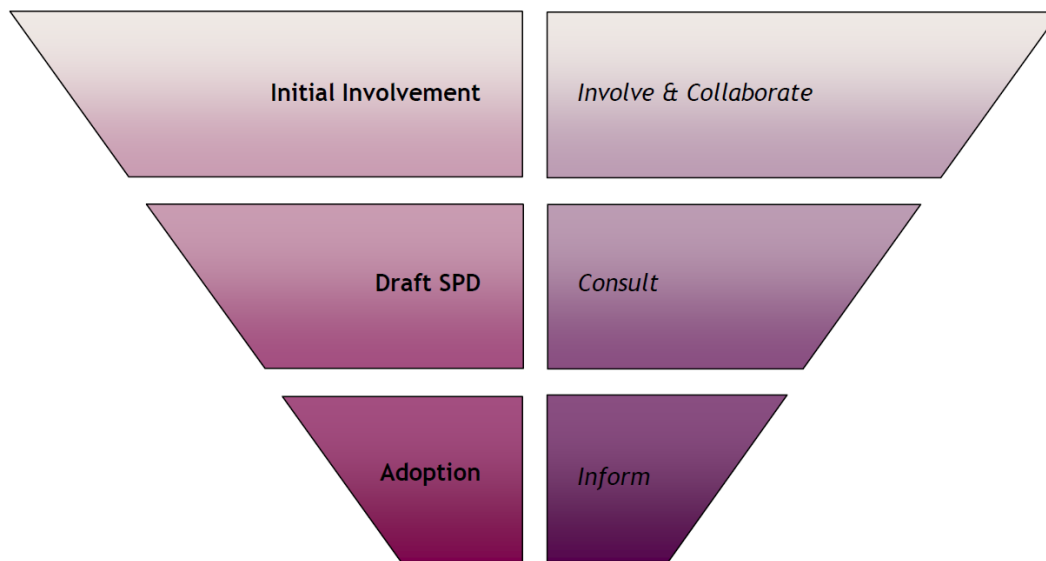 Initial Involvement
Involve & Collaborate
Draft SPD
Consult
Adoption
Inform